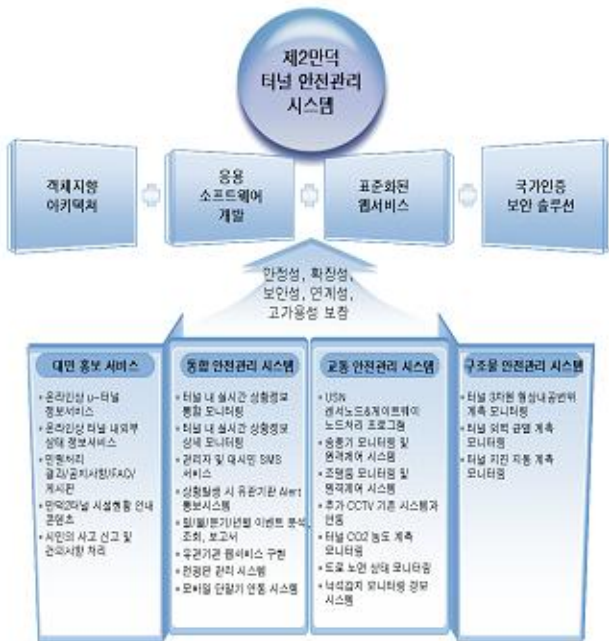 제2만덕
터널 안전관리
시스템
객체지향
아키텍처
응용
소프트웨어
개발
표준화된
웹서비스
국가인증
보안 솔루션
안정성, 확장성,
보안성, 연계성,
고가용성 보장
대민 홍보 서비스
• 온라인상 u-터널
정보서비스
• 온라인상 터널 내외부
상태 정보서비스
• 민원처리
결과/공지사항/FAQ/
게시판
• 만덕2터널 시설현황 안내
콘텐츠
• 시민의 사고 신고 및
건의사항 처리
통합 안전관리 시스템
• 터널 내 실시간 상황정보
통합 모니터링
• 터널 내 실시간 상황정보
상세 모니터링
• 관리자 및 대시민 SMS
서비스
• 상황발생 시 유관기관 Alert
통보시스템
• 일/월/분기/년별 이벤트 분석,
조회, 보고서
• 유관기관 웹서비스 구현
• 전광판 관리 시스템
• 모바일 단말기 연동 시스템
교통 안전관리 시스템
• USN
센서노드&게이트웨이
노드처리 프로그램
• 송풍기 모니터링 및
원격제어 시스템
• 조명등 모니터링 및
원격제어 시스템
• 추가 CCTV 기존 시스템과
연동
• 터널 CO2 농도 계측
모니터링
• 도로 노면 상태 모니터링
• 낙석감지 모니터링 경보
시스템
구조물 안전관리 시스템
• 터널 3차원 형상내공변위
계측 모니터링
• 터널 외벽 균열 계측
모니터링
• 터널 지진 진동 계측
모니터링